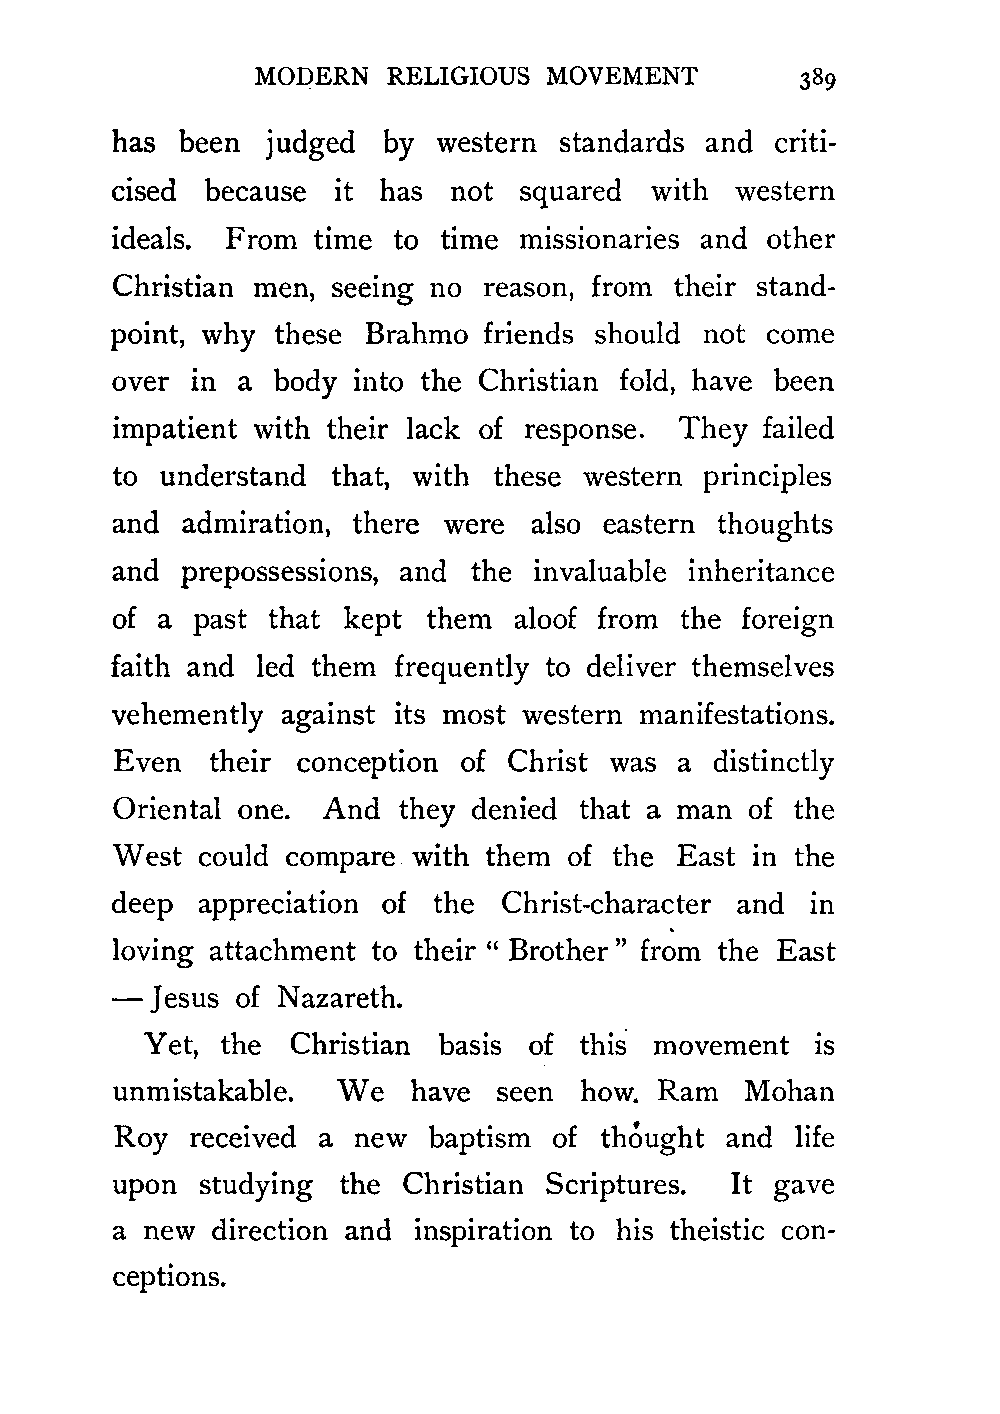 MODERN RELIGIOUS MOVEMENT 389
has been judged by western standards and criti-
cised because it has not squared with western
ideals. From time to time missionaries and other
Christian men, seeing no reason, from their stand-
point, why these Brahmo friends should not come
over in a body into the Christian fold, have been
impatient with their lack of response. They failed
to understand that, with these western principles
and admiration, there were also eastern thoughts
and prepossessions, and the invaluable inheritance
of a past that kept them aloof from the foreign
faith and led them frequently to deliver themselves
vehemently against its most western manifestations.
Even their conception of Christ was a distinctly
Oriental one. And they denied that a man of the
West could compare with them of the East in the
deep appreciation of the Christ-character and in
loving attachment to their “ Brother ” from the East
— Jesus of Nazareth.
Yet, the Christian basis of this movement is
unmistakable. We have seen how. Ram Mohan
Roy received a new baptism of thought and life
upon studying the Christian Scriptures. It gave
a new direction and inspiration to his theistic con-
ceptions.